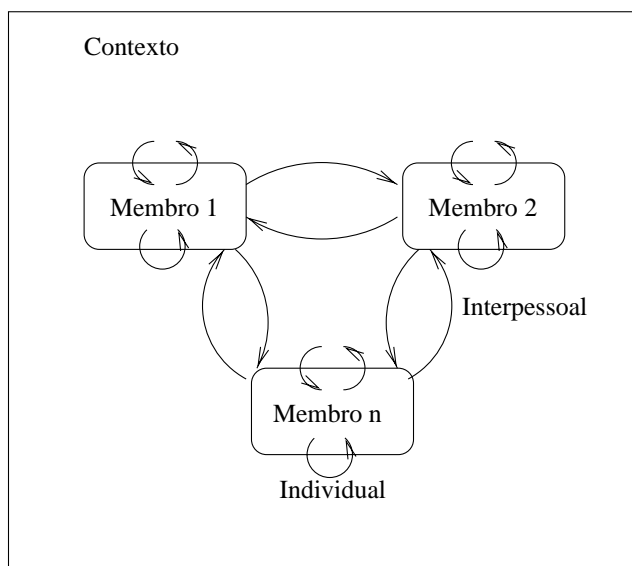 Contexto
Membro 1
Membro 2
Interpessoal
Membro n
Individual